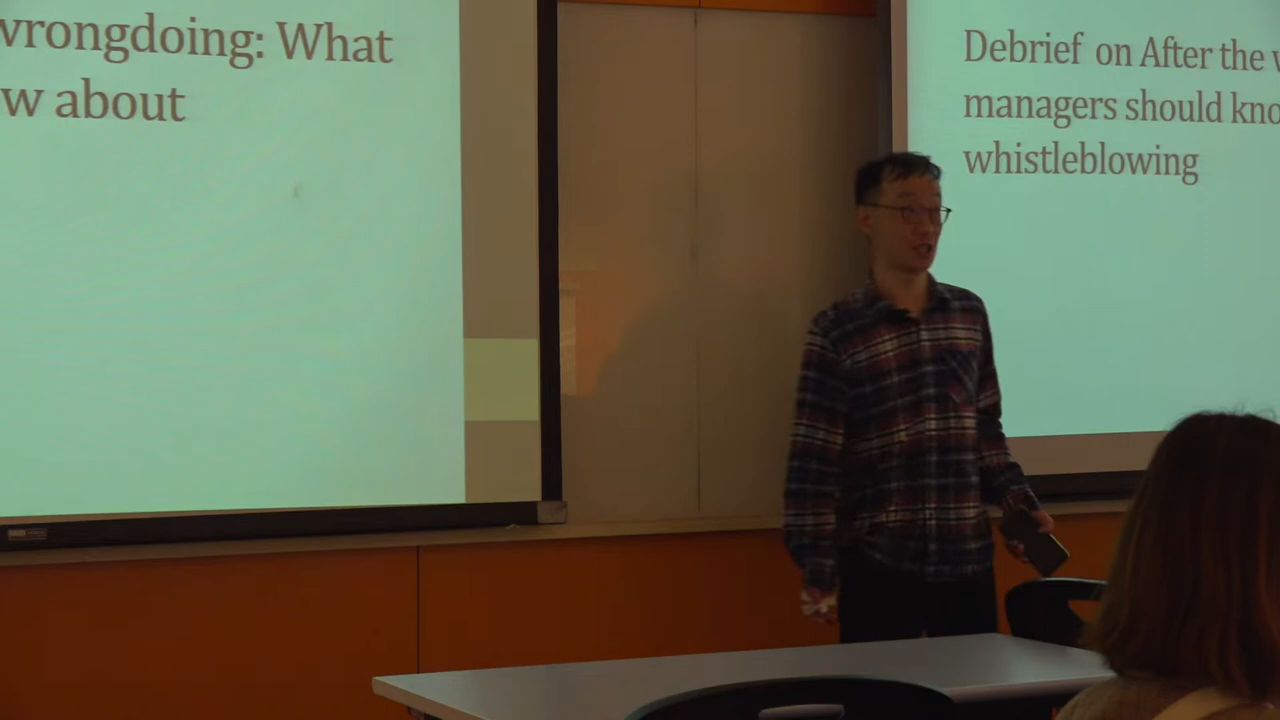 wrongdoing: What
w about
Debrief on After the w
managers should kno
whistleblowing